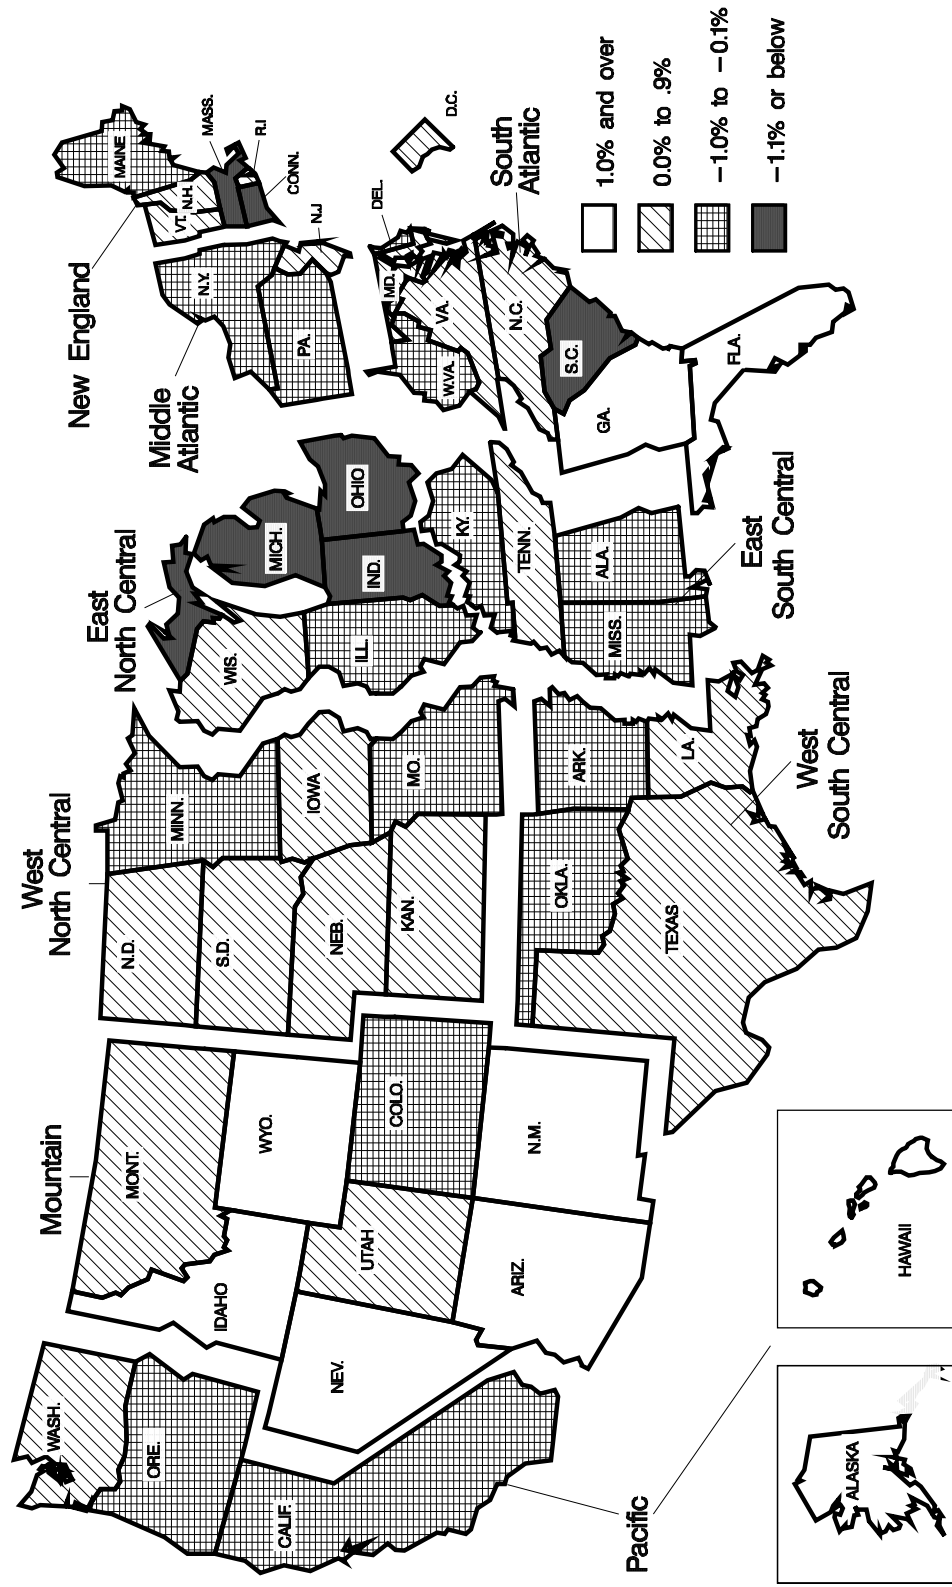 New England
Middle
Atlantic
East
North Central
West
North Central
Mountain
Pacific
South
Atlantic
East
South Central
West
South Central
MAINE
VT.
N.H.
MASS.
R.I
CONN.
N.Y.
N.J
PA.
DEL.
MD.
D.C.
VA.
W.VA.
N.C.
S.C.
GA.
FLA.
OHIO
MICH.
IND.
WIS.
ILL.
KY.
TENN.
ALA.
MISS.
MINN.
IOWA
MO.
N.D.
S.D.
NEB.
KAN.
ARK.
LA.
OKLA.
TEXAS
MONT.
WYO.
COLO.
N.M.
IDAHO
UTAH
ARIZ.
NEV.
WASH.
ORE.
CALIF.
ALASKA
HAWAII
1.0% and over
0.0% to .9%
−1.0% to −0.1%
−1.1% or below